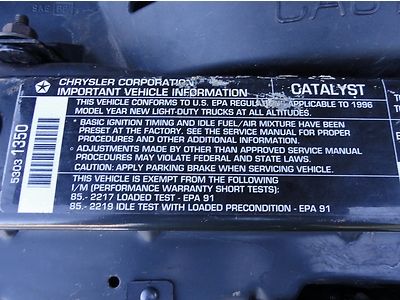 CHRYSLER CORPORATION
IMPORTANT VEHICLE INFORMATION
CATALYST
THIS VEHICLE CONFORMS TO U.S. EPA REGULATIONS APPLICABLE TO 1996
MODEL YEAR NEW LIGHT-DUTY TRUCKS AT ALL ALTITUDES.
• BASIC IGNITION TIMING AND IDLE FUEL/AIR MIXTURE HAVE BEEN
PRESET AT THE FACTORY. SEE THE SERVICE MANUAL FOR PROPER
PROCEDURES AND OTHER ADDITIONAL INFORMATION.
• ADJUSTMENTS MADE BY OTHER THAN APPROVED SERVICE MANUAL
PROCEDURES MAY VIOLATE FEDERAL AND STATE LAWS.
CAUTION: APPLY PARKING BRAKE WHEN SERVICING VEHICLE.
THIS VEHICLE IS EXEMPT FROM THE FOLLOWING
I/M (PERFORMANCE WARRANTY SHORT TESTS):
85.- 2217 LOADED TEST - EPA 91
85.- 2219 IDLE TEST WITH LOADED PRECONDITION - EPA 91
53031350